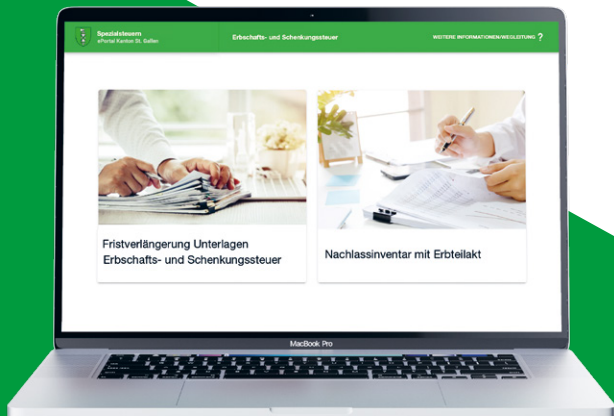 Spezialsteuern
ePortal Kanton St. Gallen
Erbschafts- und Schenkungssteuer
WEITERE INFORMATIONEN/WEGLEITUNG ?
Fristverlängerung Unterlagen
Erbschafts- und Schenkungssteuer
Nachlassinventar mit Erbteilakt
MacBook Pro